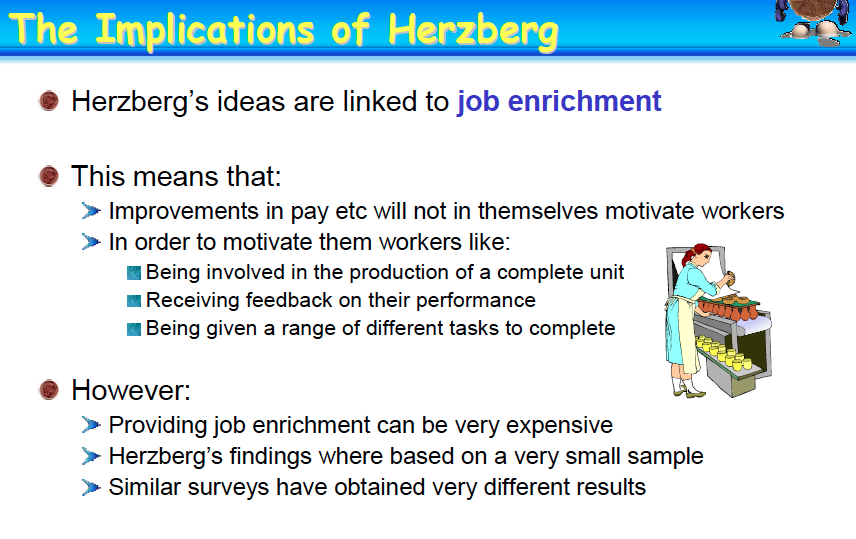 The Implications of Herzberg
Herzberg's ideas are linked to job enrichment
This means that:
Improvements in pay etc will not in themselves motivate workers
In order to motivate them workers like:
Being involved in the production of a complete unit
Receiving feedback on their performance
Being given a range of different tasks to complete
However:
Providing job enrichment can be very expensive
Herzberg's findings where based on a very small sample
Similar surveys have obtained very different results